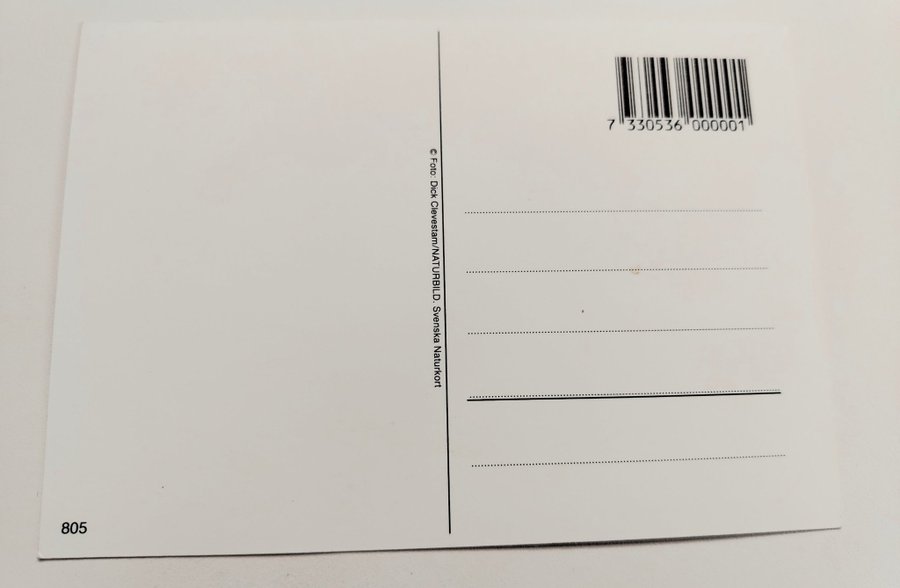 7 330536 000001
© Foto: Dick Clevestam/NATURBILD. Svenska Naturkort
805